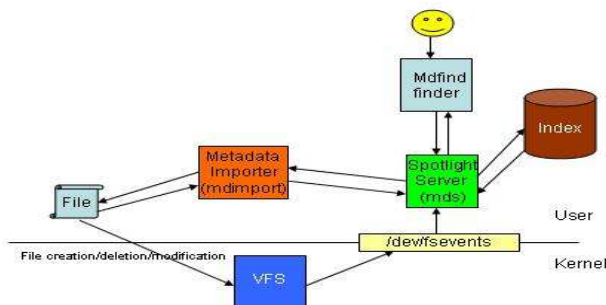 Mdfind
finder
Index
Metadata
Importer
(mdimport)
Spotlight
Server
(mds)
File
User
/dev/fsevents
File creation/deletion/modification
Kernel
VFS